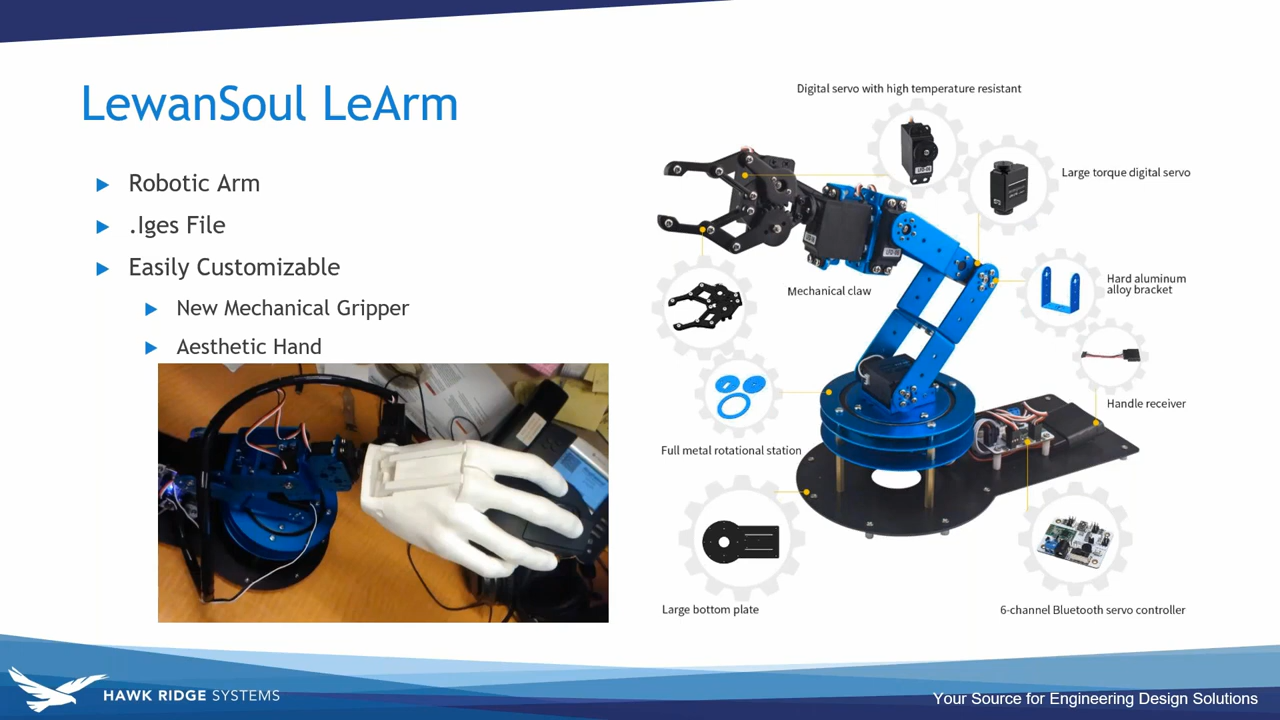 LewanSoul LeArm
Robotic Arm
.Iges File
Easily Customizable
New Mechanical Gripper
Aesthetic Hand
Digital servo with high temperature resistant
Large torque digital servo
Mechanical claw
Hard aluminum
alloy bracket
Handle receiver
Full metal rotational station
Large bottom plate
6-channel Bluetooth servo controller
HAWK RIDGE SYSTEMS
Your Source for Engineering Design Solutions